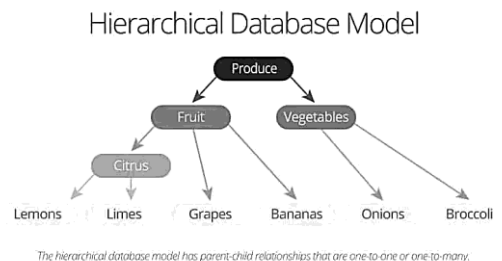 Hierarchical Database Model
Produce
Fruit
Vegetables
Citrus
Lemons
Limes
Grapes
Bananas
Onions
Broccoli
The hierarchical database model has parent-child relationships that are one-to-one or one-to-many.